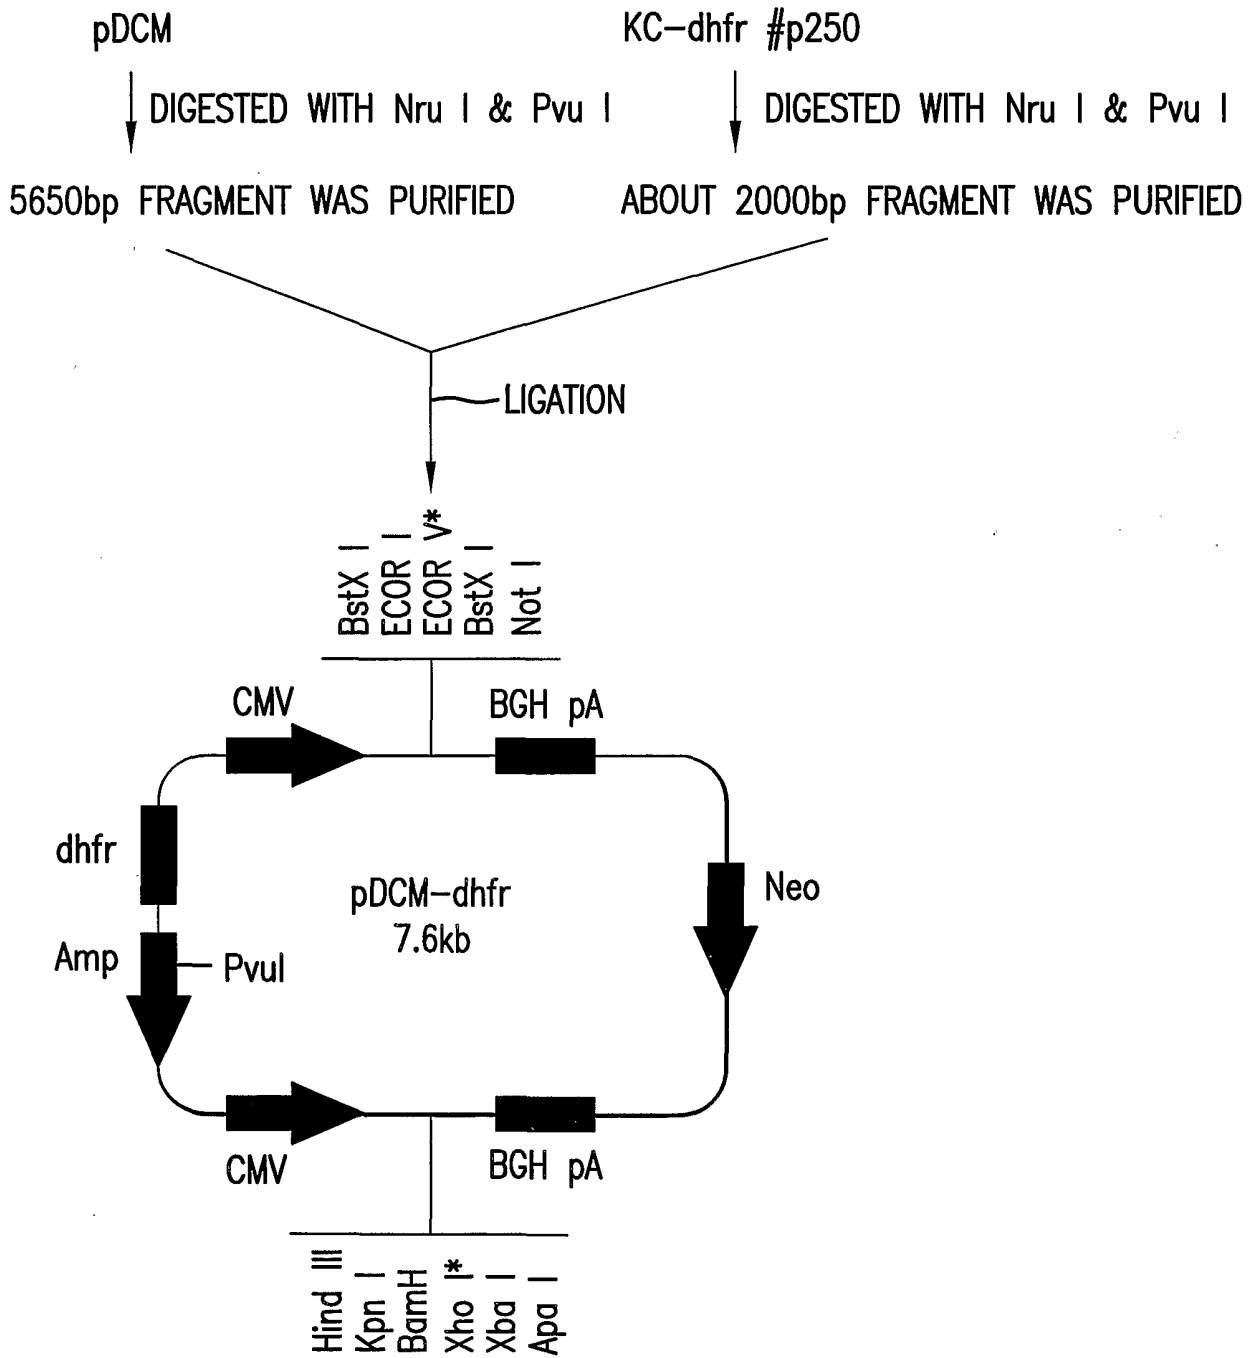 pDCM
KC-dhfr #p250
DIGESTED WITH Nru I & Pvu I
DIGESTED WITH Nru I & Pvu I
5650bp FRAGMENT WAS PURIFIED
ABOUT 2000bp FRAGMENT WAS PURIFIED
LIGATION
BstX I
ECOR I
ECOR V*
BstX I
Not I
CMV
BGH pA
dhfr
pDCM-dhfr
7.6kb
Neo
Amp
PvuI
CMV
BGH pA
Hind III
Kpn I
BamH
Xho I*
Xba I
Apa I